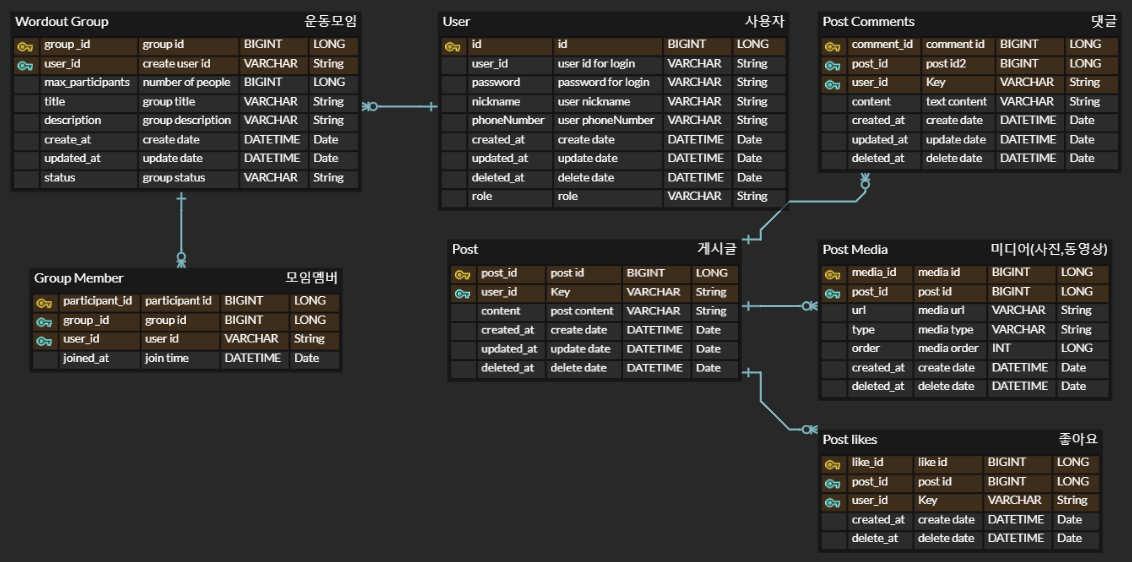 Wordout Group 운동모임
group_id group id BIGINT LONG
user_id create user id VARCHAR String
max_participants number of people BIGINT LONG
title group title VARCHAR String
description group description VARCHAR String
create_at create date DATETIME Date
updated_at update date DATETIME Date
status group status VARCHAR String
User 사용자
id id BIGINT LONG
user_id user id for login VARCHAR String
password password for login VARCHAR String
nickname user nickname VARCHAR String
phoneNumber user phoneNumber VARCHAR String
created_at create date DATETIME Date
updated_at update date DATETIME Date
deleted_at delete date DATETIME Date
role role VARCHAR String
Post Comments 댓글
comment_id comment id BIGINT LONG
post_id post id2 BIGINT LONG
user_id Key VARCHAR String
content text content VARCHAR String
created_at create date DATETIME Date
updated_at update date DATETIME Date
deleted_at delete date DATETIME Date
Group Member 모임멤버
participant_id participant id BIGINT LONG
group_id group id BIGINT LONG
user_id user id VARCHAR String
joined_at join time DATETIME Date
Post 게시글
post_id post id BIGINT LONG
user_id Key VARCHAR String
content post content VARCHAR String
created_at create date DATETIME Date
updated_at update date DATETIME Date
deleted_at delete date DATETIME Date
Post Media 미디어(사진,동영상)
media_id media id BIGINT LONG
post_id post id BIGINT LONG
url media url VARCHAR String
type media type VARCHAR String
order media order INT LONG
created_at create date DATETIME Date
deleted_at delete date DATETIME Date
Post likes 좋아요
like_id like id BIGINT LONG
post_id post id BIGINT LONG
user_id Key VARCHAR String
created_at create date DATETIME Date
delete_at delete date DATETIME Date